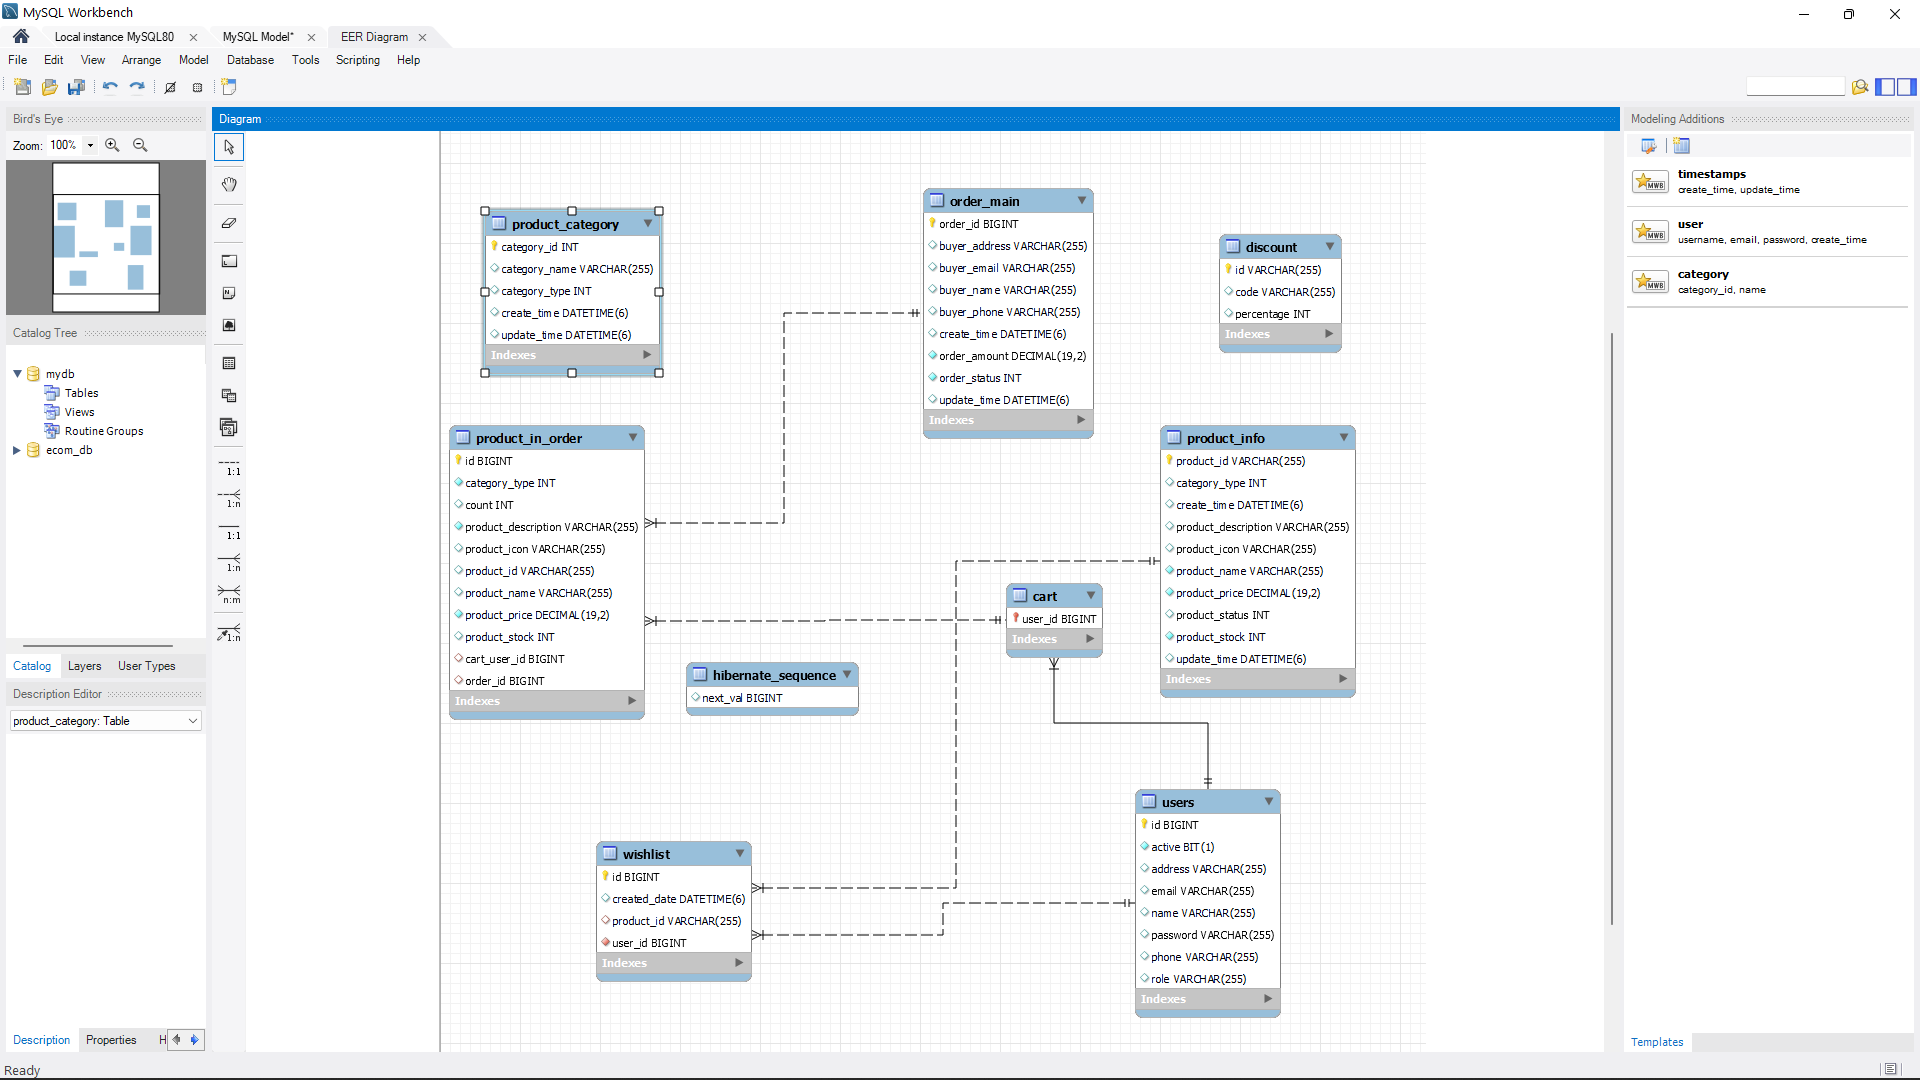 MySQL Workbench
Local instance MySQL80
MySQL Model*
EER Diagram
File Edit View Arrange Model Database Tools Scripting Help
Bird's Eye
Zoom: 100%
Catalog Tree
mydb
Tables
Views
Routine Groups
ecom_db
Catalog Layers User Types
Description Editor
product_category: Table
Description Properties H
Ready
Diagram
1:1
1:n
1:1
1:n
n:m
1:n
product_category
category_id INT
category_name VARCHAR(255)
category_type INT
create_time DATETIME(6)
update_time DATETIME(6)
Indexes
order_main
order_id BIGINT
buyer_address VARCHAR(255)
buyer_email VARCHAR(255)
buyer_name VARCHAR(255)
buyer_phone VARCHAR(255)
create_time DATETIME(6)
order_amount DECIMAL(19,2)
order_status INT
update_time DATETIME(6)
Indexes
discount
id VARCHAR(255)
code VARCHAR(255)
percentage INT
Indexes
product_in_order
id BIGINT
category_type INT
count INT
product_description VARCHAR(255)
product_icon VARCHAR(255)
product_id VARCHAR(255)
product_name VARCHAR(255)
product_price DECIMAL(19,2)
product_stock INT
cart_user_id BIGINT
order_id BIGINT
Indexes
product_info
product_id VARCHAR(255)
category_type INT
create_time DATETIME(6)
product_description VARCHAR(255)
product_icon VARCHAR(255)
product_name VARCHAR(255)
product_price DECIMAL(19,2)
product_status INT
product_stock INT
update_time DATETIME(6)
Indexes
cart
user_id BIGINT
Indexes
hibernate_sequence
next_val BIGINT
wishlist
id BIGINT
created_date DATETIME(6)
product_id VARCHAR(255)
user_id BIGINT
Indexes
users
id BIGINT
active BIT(1)
address VARCHAR(255)
email VARCHAR(255)
name VARCHAR(255)
password VARCHAR(255)
phone VARCHAR(255)
role VARCHAR(255)
Indexes
Modeling Additions
MWB
timestamps
create_time, update_time
MWB
user
username, email, password, create_time
MWB
category
category_id, name
Templates